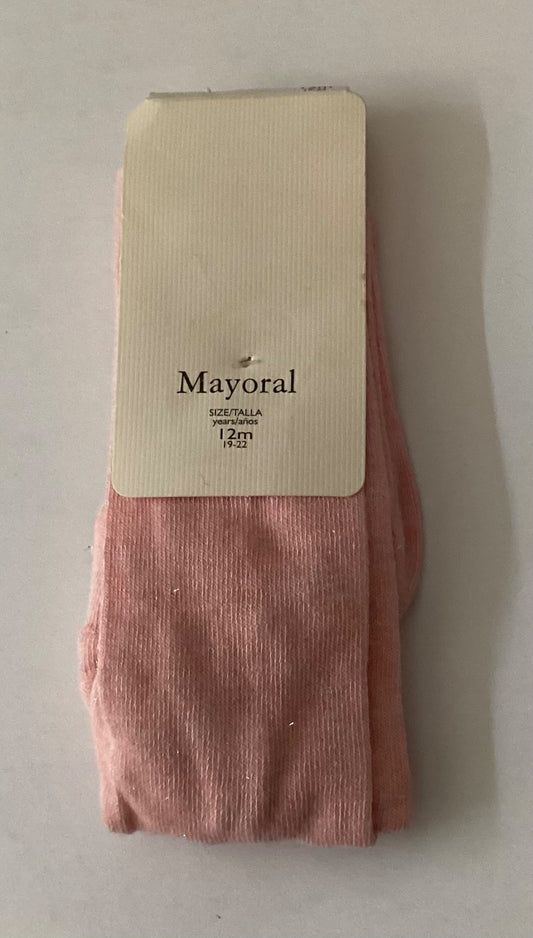 Mayoral
SIZE/TALLA
years/años
12m
19-22